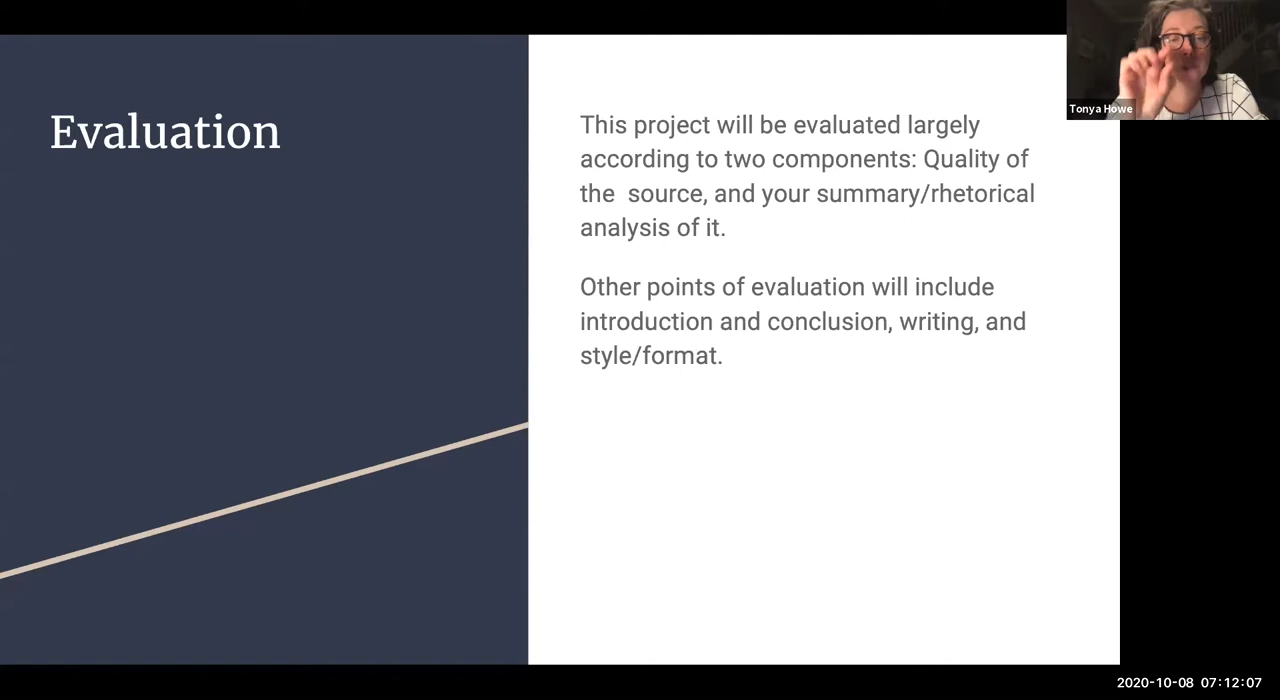 Evaluation
This project will be evaluated largely
according to two components: Quality of
the  source, and your summary/rhetorical
analysis of it.
Other points of evaluation will include
introduction and conclusion, writing, and
style/format.
Tonya Howe
2020-10-08 07:12:07